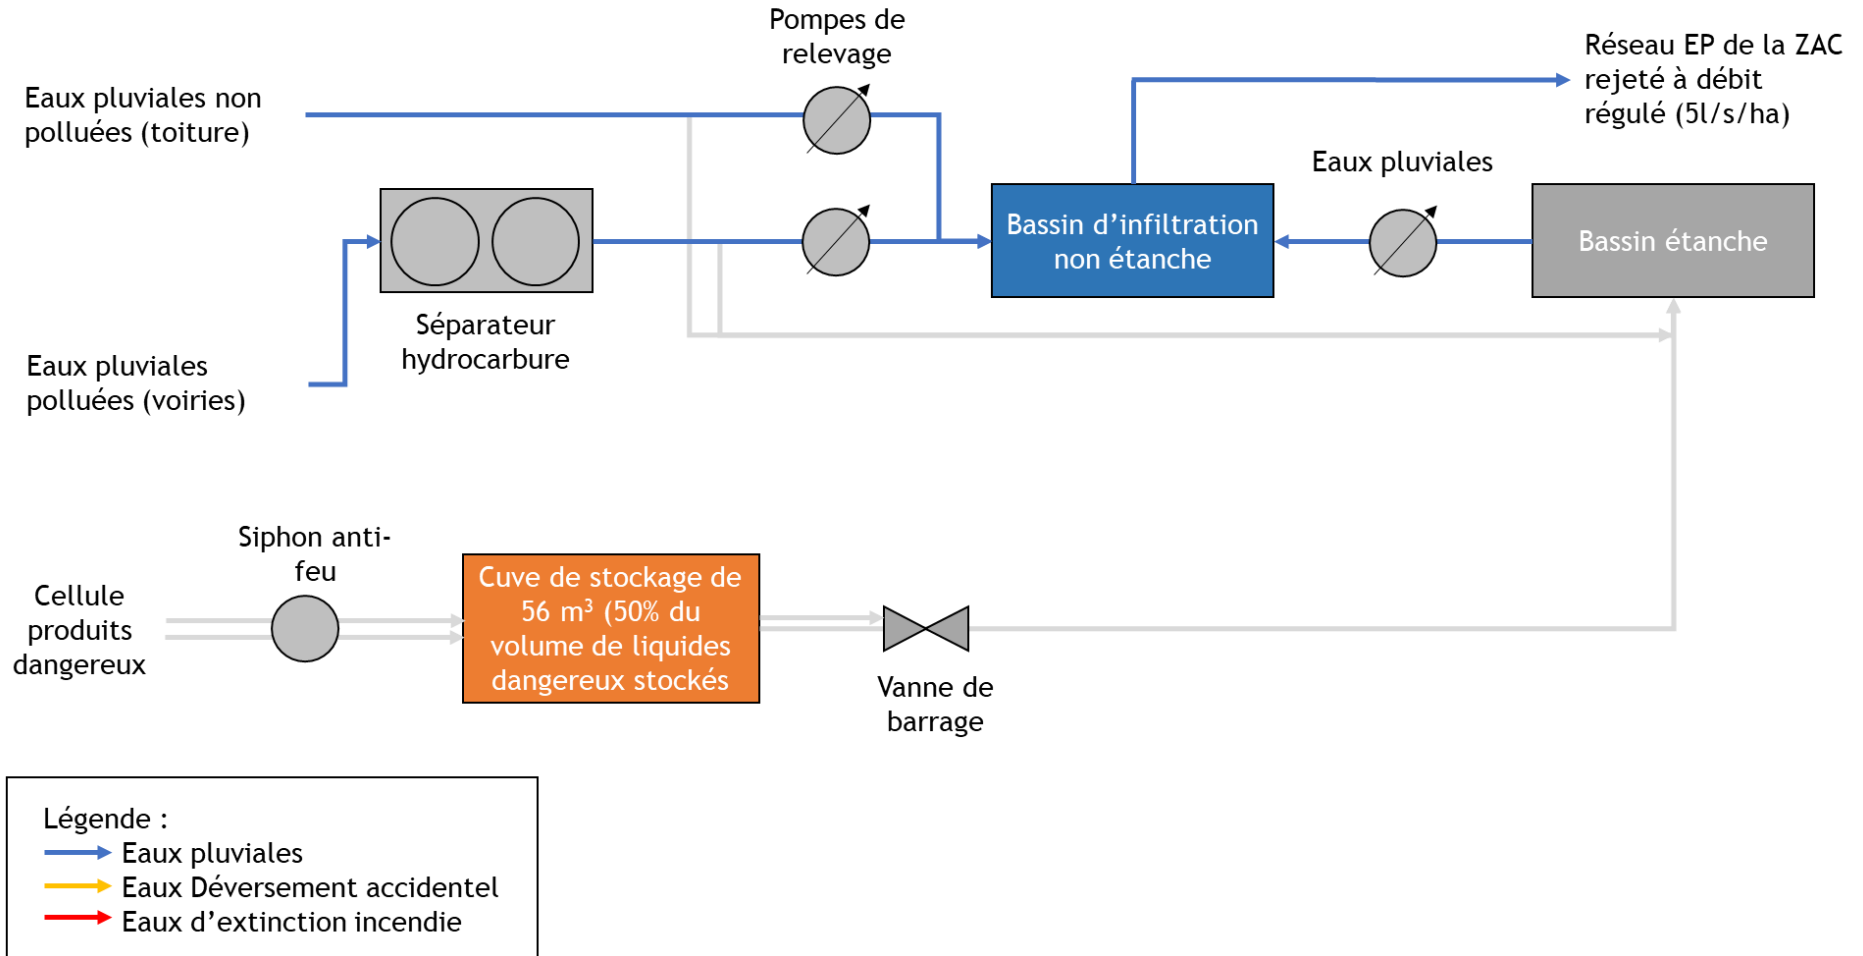 Pompes de
relevage
Réseau EP de la ZAC
rejeté à débit
régulé (5l/s/ha)
Eaux pluviales non
polluées (toiture)
Eaux pluviales
Bassin d’infiltration
non étanche
Bassin étanche
Séparateur
hydrocarbure
Eaux pluviales
polluées (voiries)
Siphon anti-
feu
Cellule
produits
dangereux
Cuve de stockage de
56 m³ (50% du
volume de liquides
dangereux stockés
Vanne de
barrage
Légende :
Eaux pluviales
Eaux Déversement accidentel
Eaux d’extinction incendie